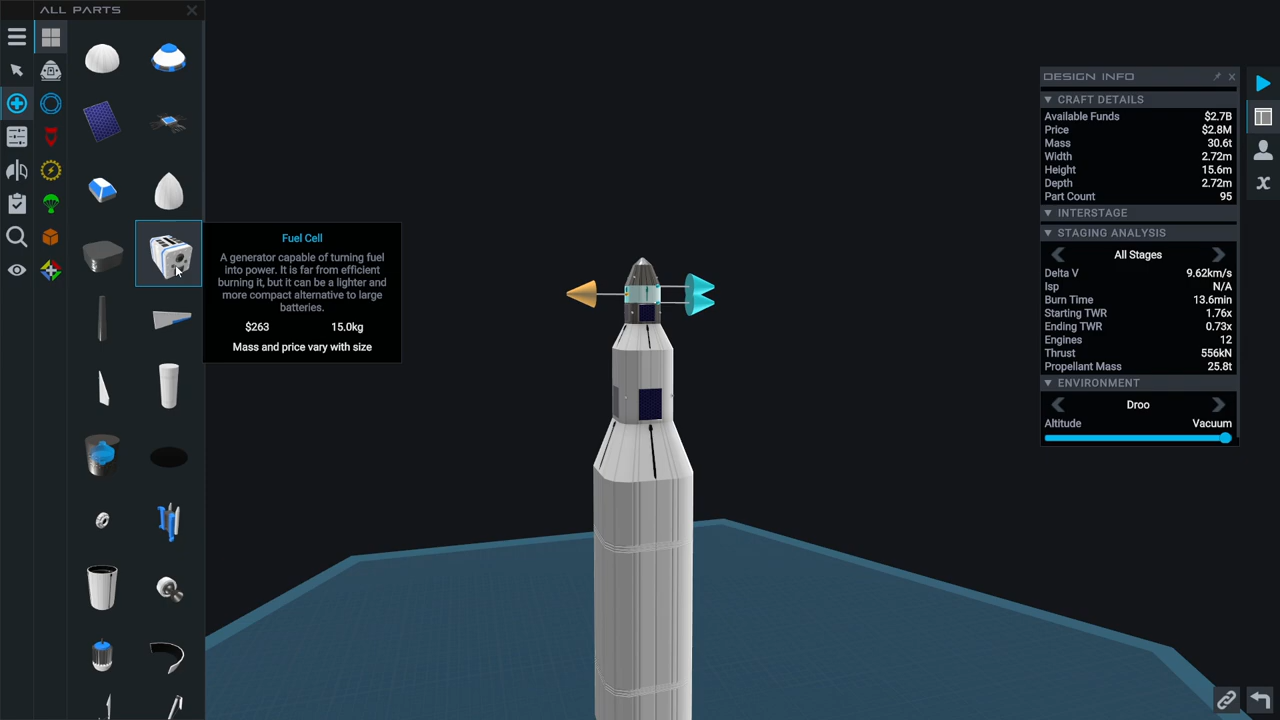 ALL PARTS
Fuel Cell
A generator capable of turning fuel
into power. It is far from efficient
burning it, but it can be a lighter and
more compact alternative to large
batteries.
$263 15.0kg
Mass and price vary with size
DESIGN INFO
CRAFT DETAILS
Available Funds $2.7B
Price $2.8M
Mass 30.6t
Width 2.72m
Height 15.6m
Depth 2.72m
Part Count 95
INTERSTAGE
STAGING ANALYSIS
All Stages
Delta V 9.62km/s
Isp N/A
Burn Time 13.6min
Starting TWR 1.76x
Ending TWR 0.73x
Engines 12
Thrust 556kN
Propellant Mass 25.8t
ENVIRONMENT
Droo
Altitude Vacuum